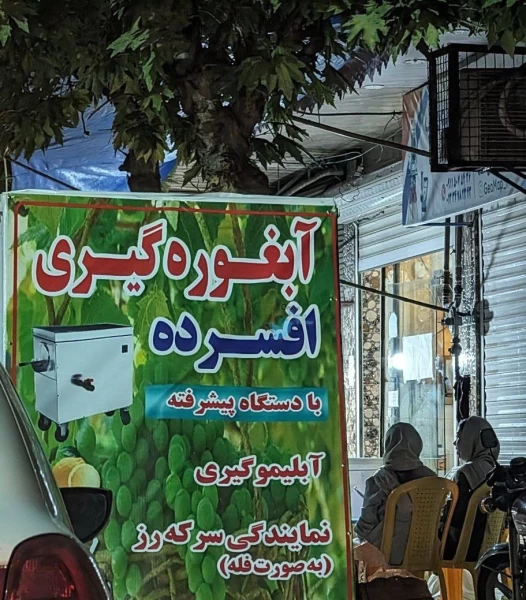 آبغوره‌گیری
افسرده
با دستگاه پیشرفته
آبلیموگیری
نمایندگی سرکه رز
(به صورت فله)